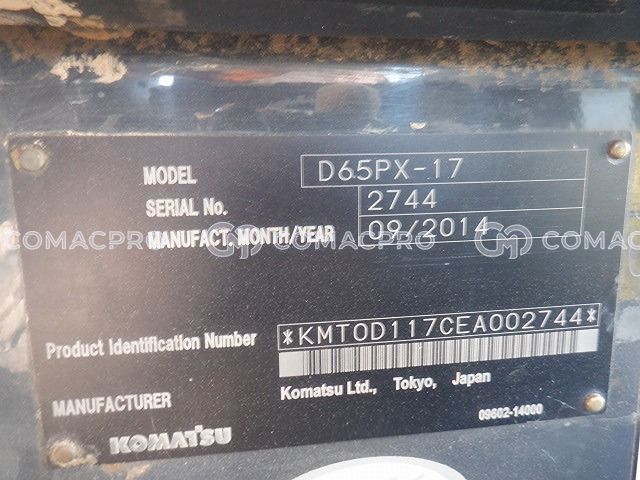 MODEL D65PX-17
SERIAL No. 2744
MANUFACT. MONTH/YEAR 09/2014
COMACPRO COMACPRO COMACPRO
Product Identification Number *KMT0D117CEA002744*
MANUFACTURER Komatsu Ltd., Tokyo, Japan
09602-14000
KOMATSU